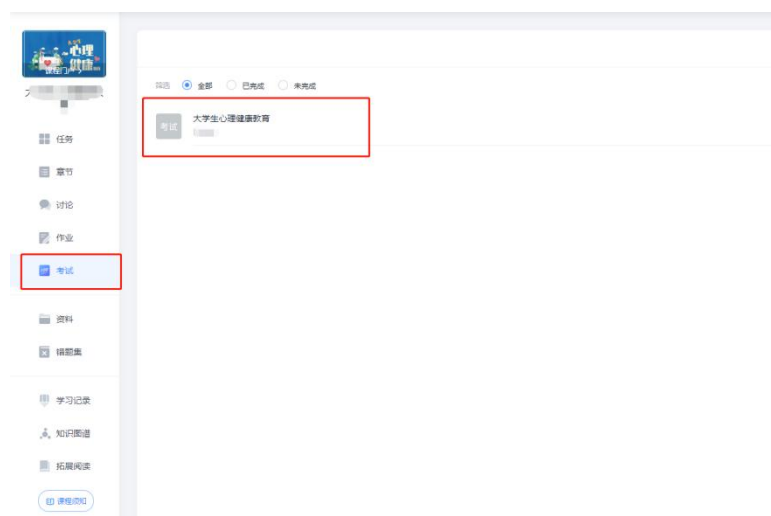 心理
健康
课程门户
筛选 全部 已完成 未完成
考试
大学生心理健康教育
任务
章节
讨论
作业
考试
资料
错题集
学习记录
知识图谱
拓展阅读
课程须知